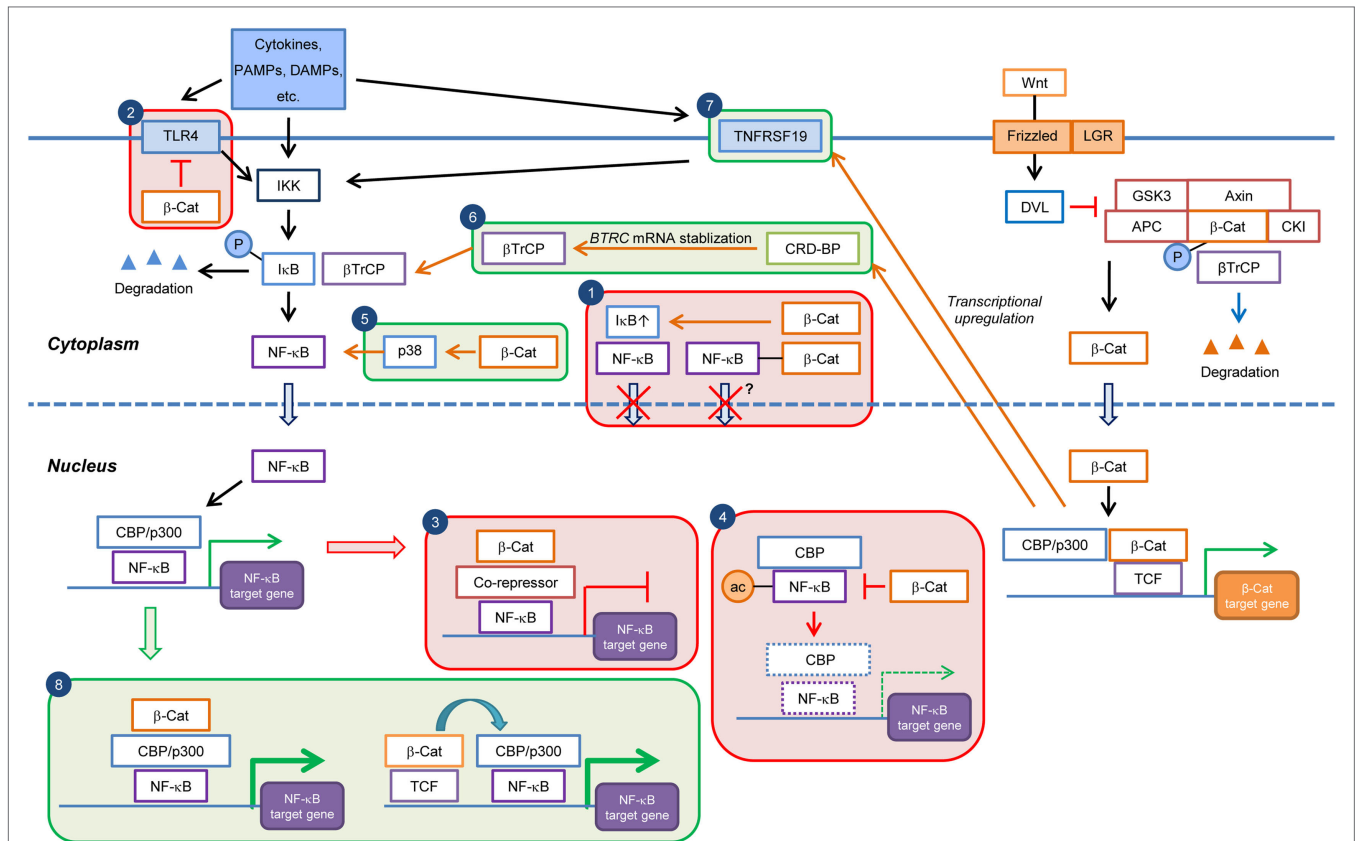 Cytokines,
PAMPs, DAMPs,
etc.
2
TLR4
β-Cat
IKK
7
TNFRSF19
Wnt
Frizzled
LGR
DVL
GSK3
Axin
APC
β-Cat
CKI
P
βTrCP
Degradation
6
βTrCP
BTRC mRNA stablization
CRD-BP
P
IκB
βTrCP
Degradation
1
IκB↑
β-Cat
NF-κB
NF-κB
β-Cat
?
Transcriptional
upregulation
β-Cat
5
Cytoplasm
NF-κB
p38
β-Cat
Nucleus
NF-κB
β-Cat
CBP/p300
NF-κB
NF-κB
target gene
3
β-Cat
Co-repressor
NF-κB
NF-κB
target gene
4
CBP
ac
NF-κB
β-Cat
CBP
NF-κB
NF-κB
target gene
CBP/p300
β-Cat
TCF
β-Cat
target gene
8
β-Cat
CBP/p300
NF-κB
NF-κB
target gene
β-Cat
TCF
CBP/p300
NF-κB
NF-κB
target gene